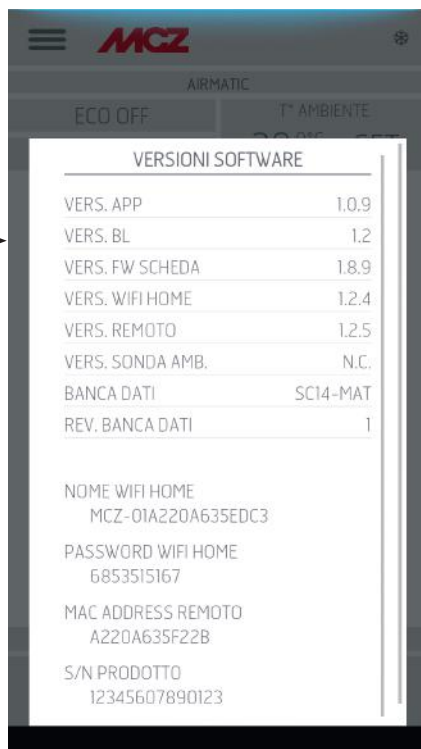 MCZ
AIRMATIC
ECO OFF
T° AMBIENTE
VERSIONI SOFTWARE
VERS. APP 1.0.9
VERS. BL 1.2
VERS. FW SCHEDA 1.8.9
VERS. WIFI HOME 1.2.4
VERS. REMOTO 1.2.5
VERS. SONDA AMB. N.C.
BANCA DATI SC14-MAT
REV. BANCA DATI 1
NOME WIFI HOME
MCZ-01A220A635EDC3
PASSWORD WIFI HOME
6853515167
MAC ADDRESS REMOTO
A220A635F22B
S/N PRODOTTO
12345607890123